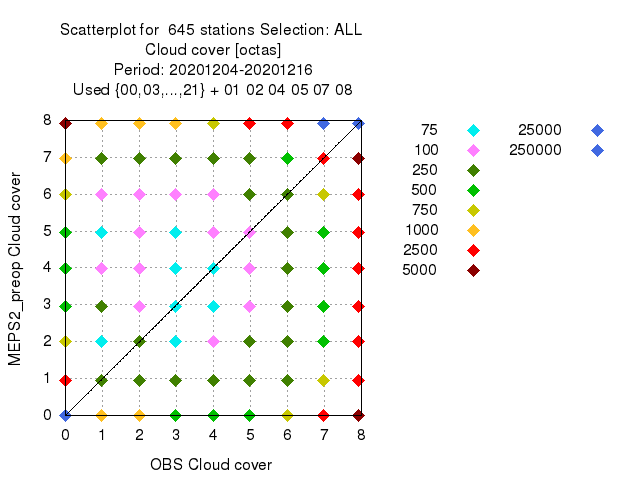 Scatterplot for 645 stations Selection: ALL
Cloud cover [octas]
Period: 20201204-20201216
Used {00,03,...,21} + 01 02 04 05 07 08
MEPS2_preop Cloud cover
8
7
6
5
4
3
2
1
0
0 1 2 3 4 5 6 7 8
OBS Cloud cover
75 25000
100 250000
250
500
750
1000
2500
5000